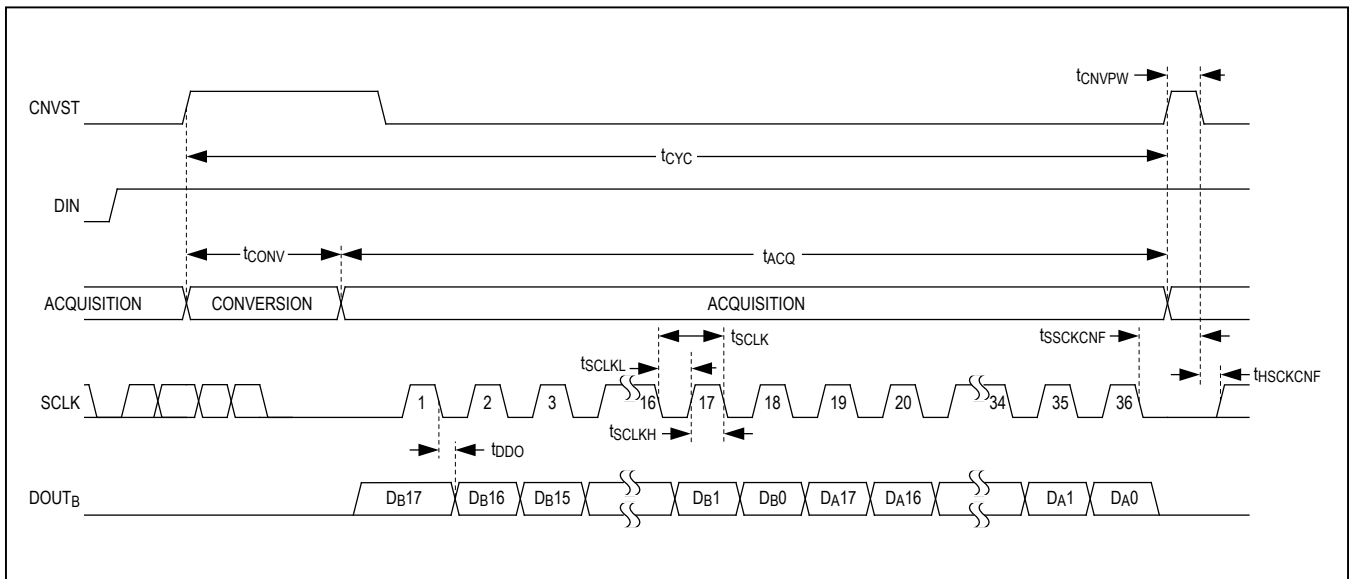 tCNVPW
CNVST
tCYC
DIN
tCONV
tACQ
ACQUISITION CONVERSION ACQUISITION
tSCLK
tSSCKCNF
tSCLKL
tHSCKCNF
SCLK 1 2 3 16 17 18 19 20 34 35 36
tSCLKH
tDDO
DOUTB DB17 DB16 DB15 DB1 DB0 DA17 DA16 DA1 DA0